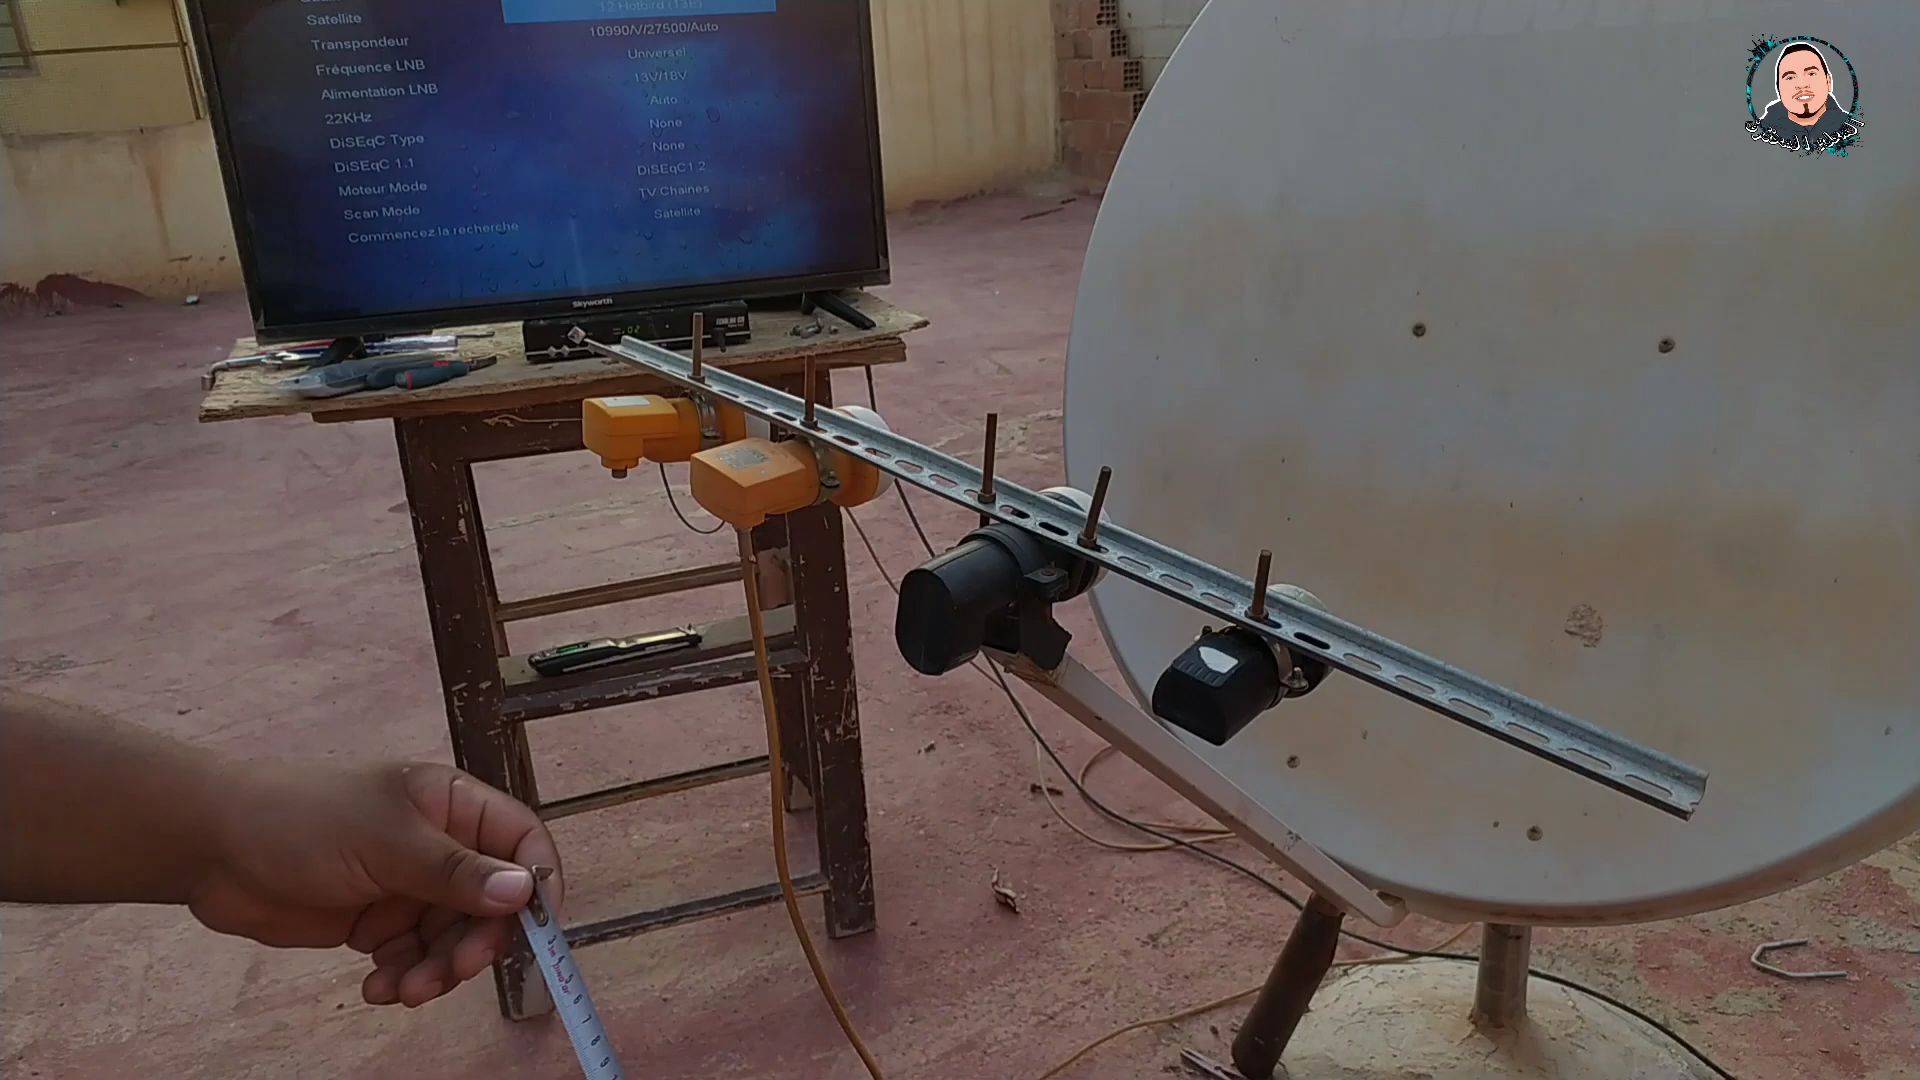 Satellite
12 Hotbird (13E)
Transpondeur
10990/V/27500/Auto
Fréquence LNB
Universel
Alimentation LNB
13V/18V
22KHz
Auto
DiSEqC Type
None
DiSEqC 1.1
None
Moteur Mode
DiSEqC1.2
Scan Mode
TV Chaines
Commencez la recherche
Satellite
Skyworth